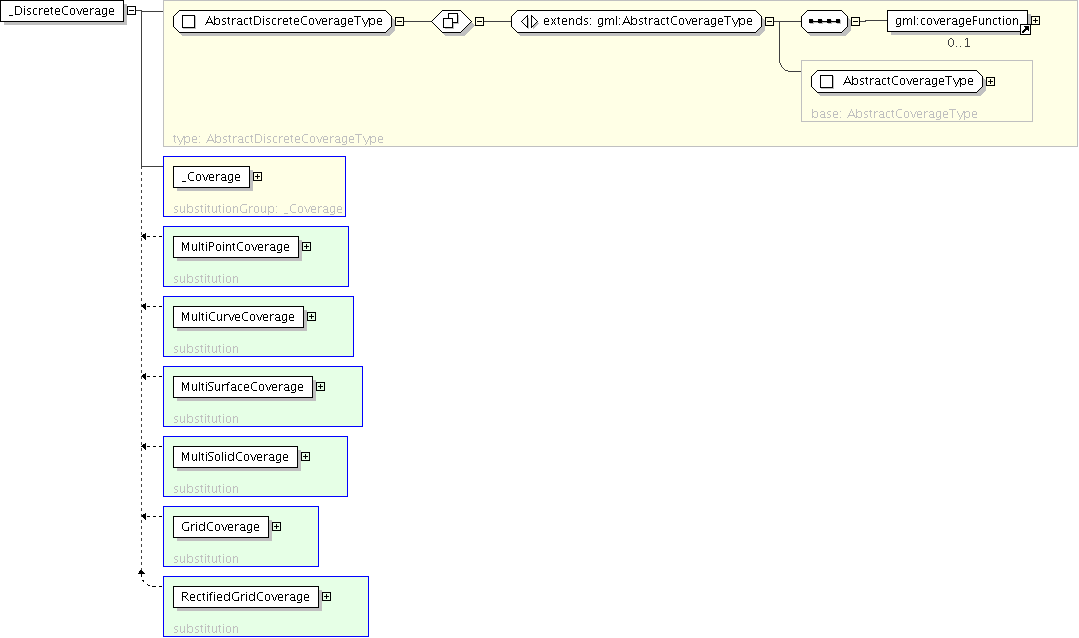 _DiscreteCoverage
AbstractDiscreteCoverageType
extends: gml:AbstractCoverageType
gml:coverageFunction
0..1
AbstractCoverageType
base: AbstractCoverageType
type: AbstractDiscreteCoverageType
_Coverage
substitutionGroup: _Coverage
MultiPointCoverage
substitution
MultiCurveCoverage
substitution
MultiSurfaceCoverage
substitution
MultiSolidCoverage
substitution
GridCoverage
substitution
RectifiedGridCoverage
substitution